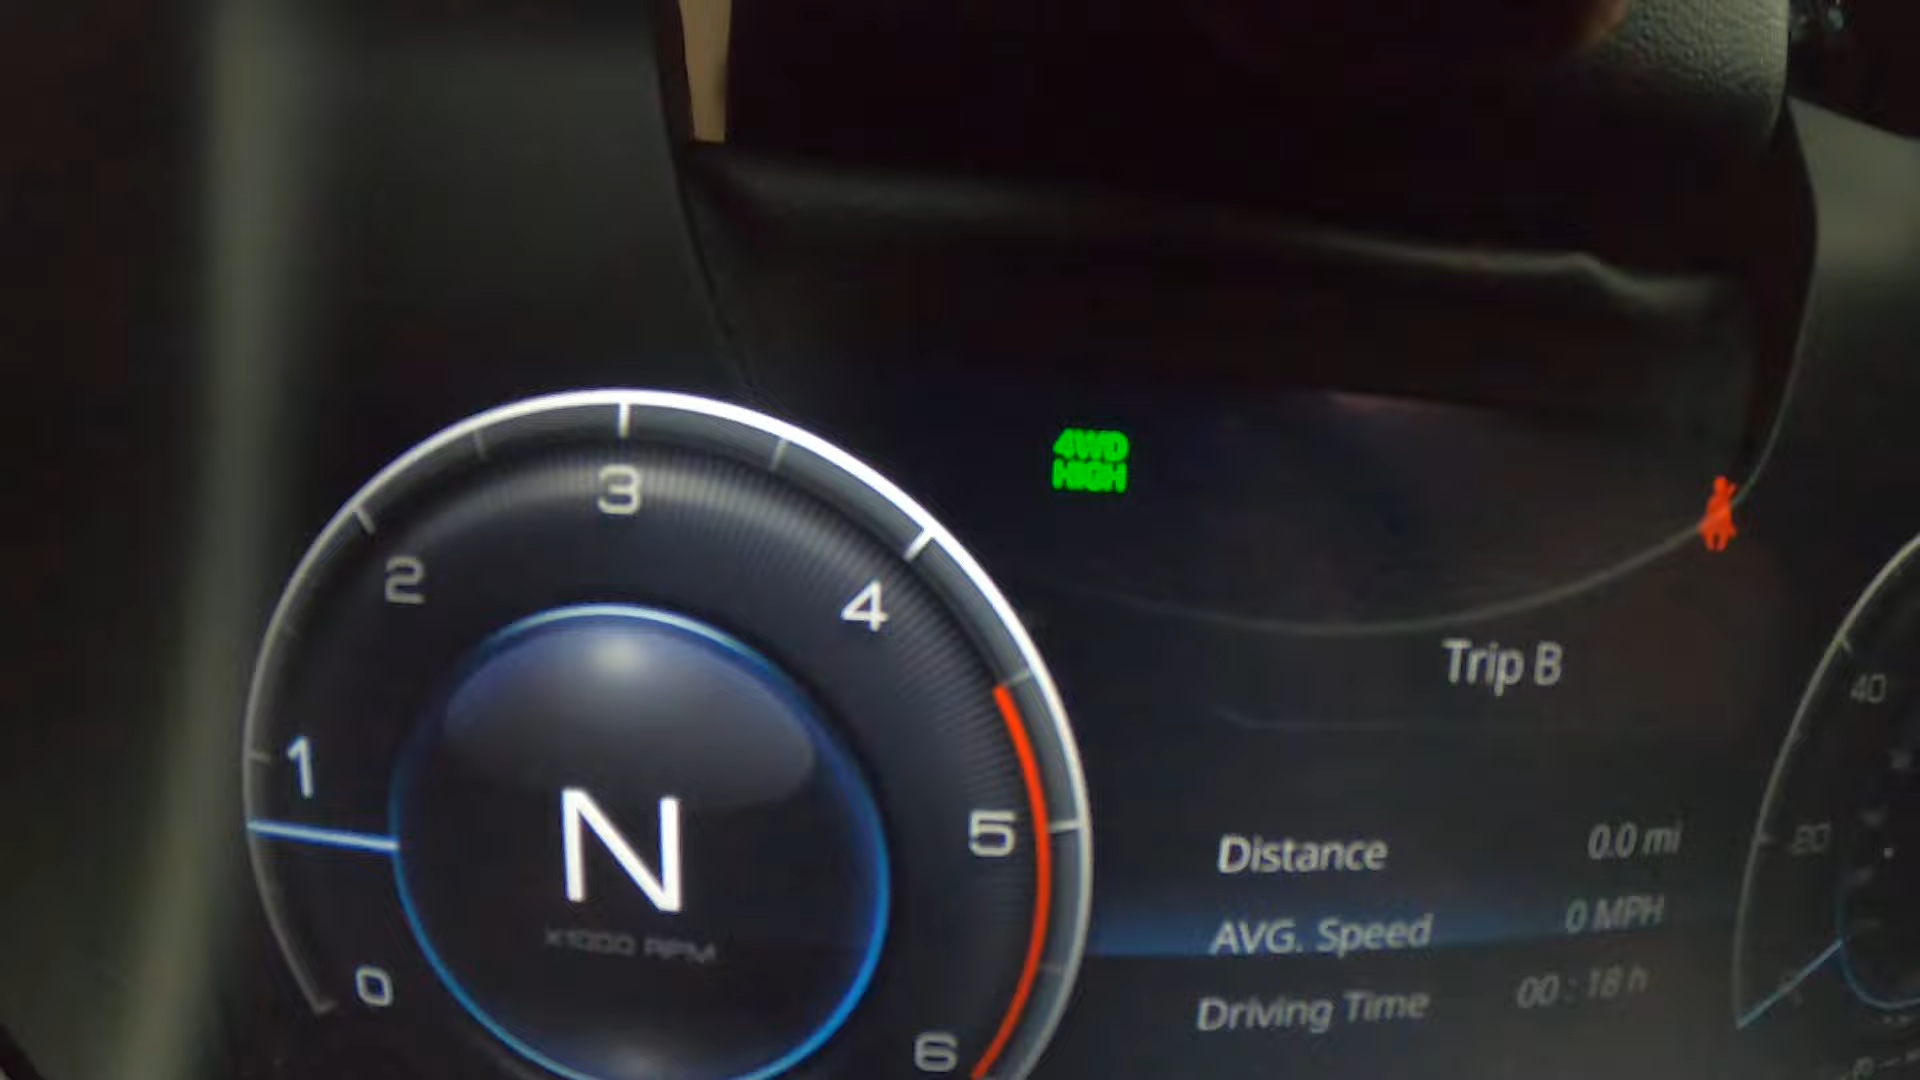 4WD
HIGH
3
2
4
1
5
0
6
N
X1000 RPM
Trip B
Distance 0.0 mi
AVG. Speed 0 MPH
Driving Time 00 : 18 h
40
20